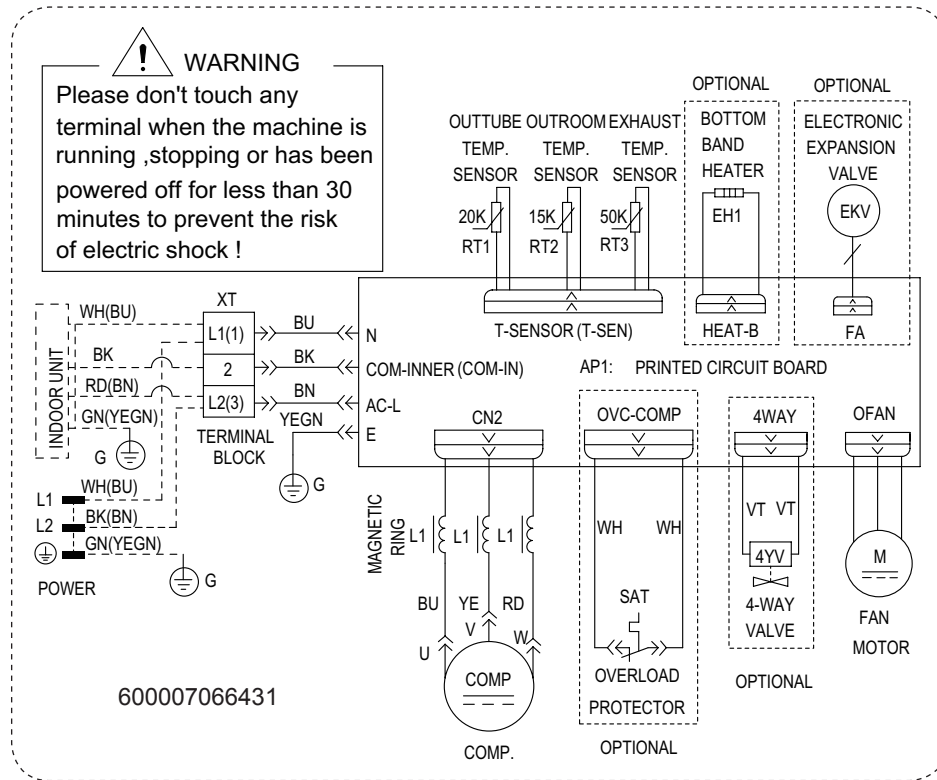 WARNING
Please don't touch any
terminal when the machine is
running ,stopping or has been
powered off for less than 30
minutes to prevent the risk
of electric shock !
OUTTUBE
TEMP.
SENSOR
20K
RT1
OUTROOM
TEMP.
SENSOR
15K
RT2
EXHAUST
TEMP.
SENSOR
50K
RT3
T-SENSOR (T-SEN)
OPTIONAL
BOTTOM
BAND
HEATER
EH1
HEAT-B
OPTIONAL
ELECTRONIC
EXPANSION
VALVE
EKV
FA
INDOOR UNIT
WH(BU)
BK
RD(BN)
GN(YEGN)
G
XT
L1(1)
2
L2(3)
TERMINAL
BLOCK
BU
BK
BN
YEGN
G
N
COM-INNER (COM-IN)
AC-L
E
AP1: PRINTED CIRCUIT BOARD
L1
L2
POWER
WH(BU)
BK(BN)
GN(YEGN)
G
CN2
MAGNETIC
RING
L1
L1
L1
BU
YE
RD
U
V
W
COMP
COMP.
OVC-COMP
WH
WH
SAT
OVERLOAD
PROTECTOR
OPTIONAL
4WAY
VT
VT
4YV
4-WAY
VALVE
OPTIONAL
OFAN
M
FAN
MOTOR
600007066431